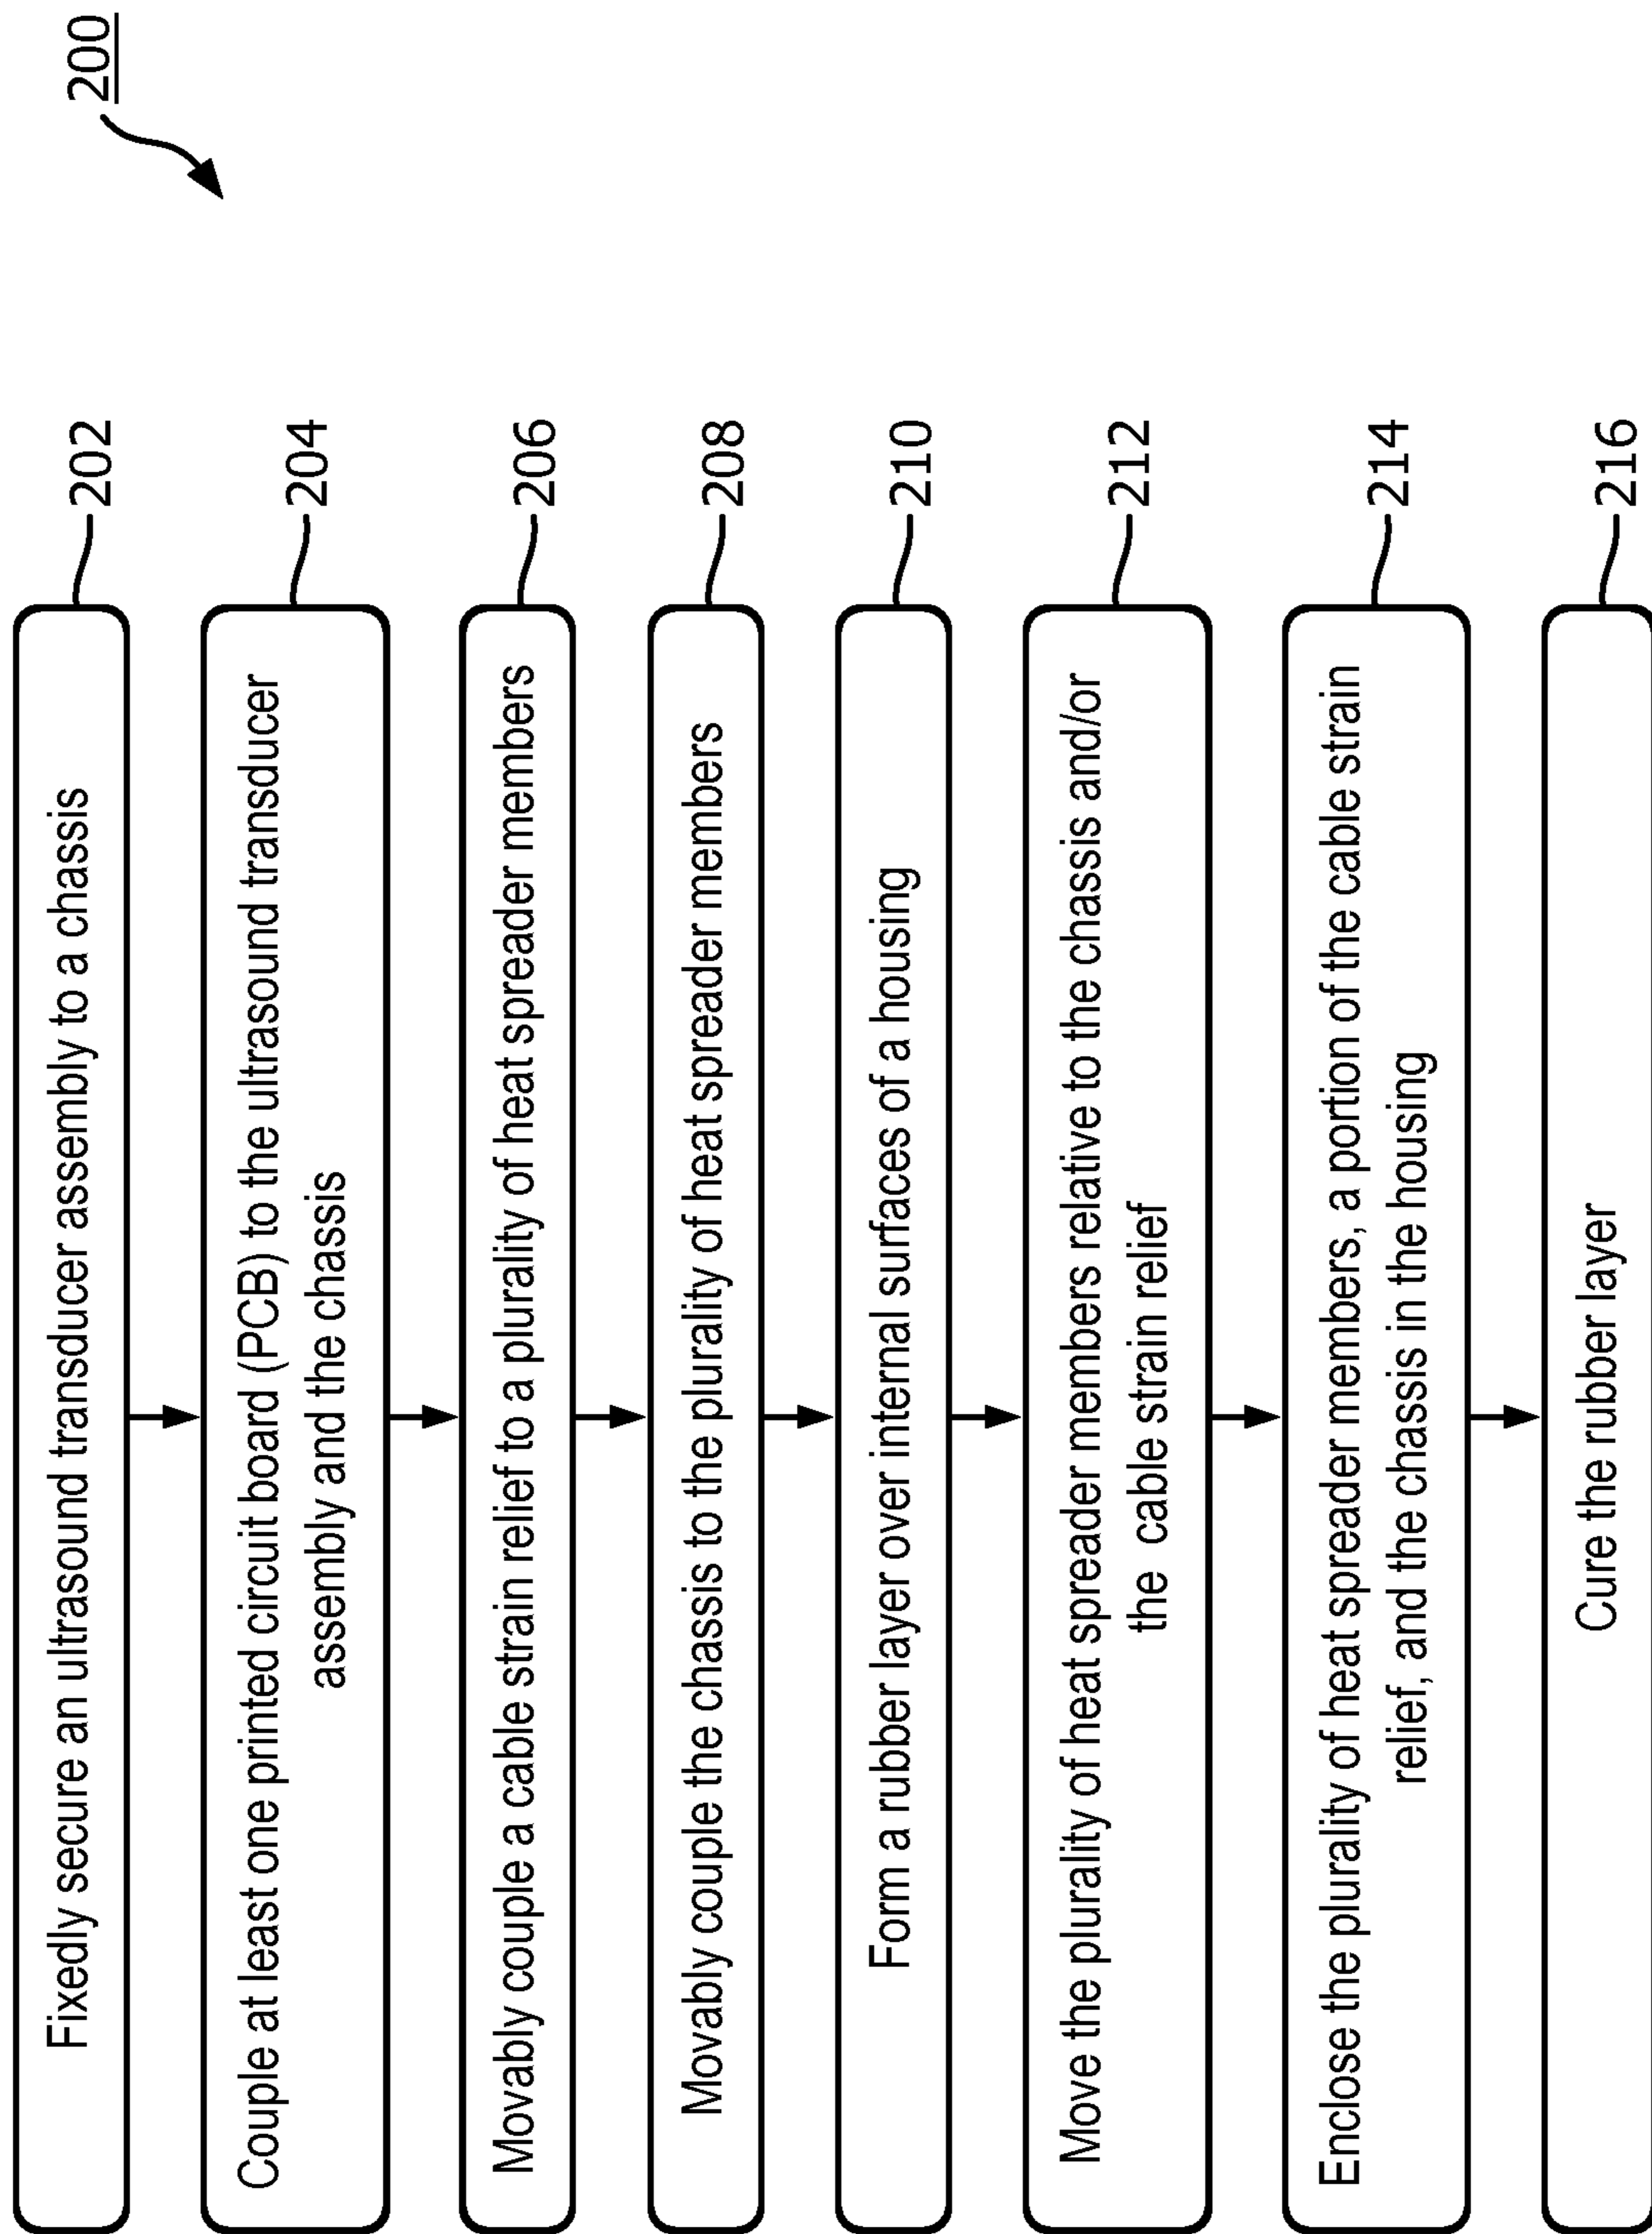 200
Fixedly secure an ultrasound transducer assembly to a chassis
202
Couple at least one printed circuit board (PCB) to the ultrasound transducer
assembly and the chassis
204
Movably couple a cable strain relief to a plurality of heat spreader members
206
Movably couple the chassis to the plurality of heat spreader members
208
Form a rubber layer over internal surfaces of a housing
210
Move the plurality of heat spread members relative to the chassis and/or
the cable strain relief
212
Enclose the plurality of heat spreader members, a portion of the cable strain
relief, and the chassis in the housing
214
Cure the rubber layer
216